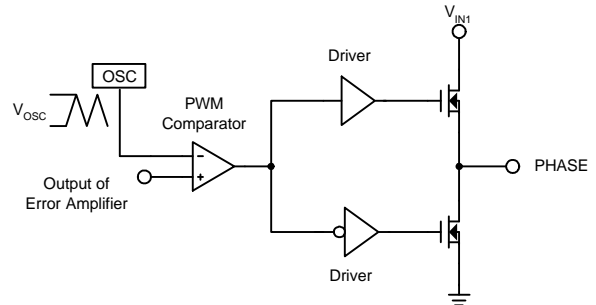 V_IN1
Driver
OSC
V_OSC
PWM
Comparator
-
+
Output of
Error Amplifier
PHASE
Driver